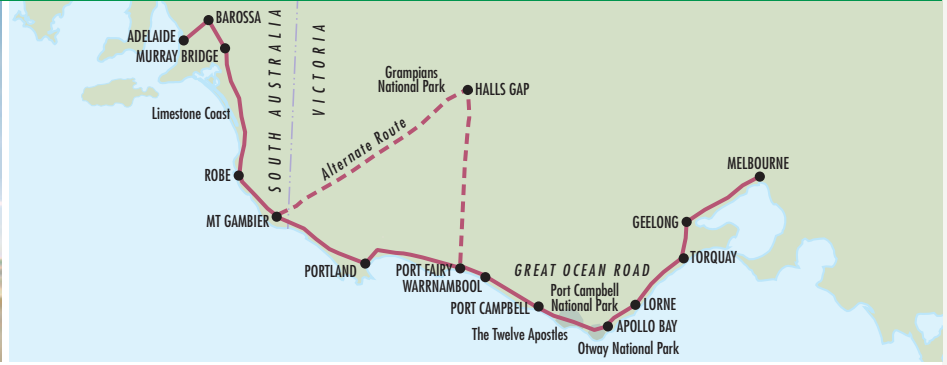 BAROSSA
ADELAIDE
MURRAY BRIDGE
SOUTH AUSTRALIA
VICTORIA
Grampians
National Park
HALLS GAP
Limestone Coast
Alternate Route
ROBE
MT GAMBIER
MELBOURNE
GEELONG
TORQUAY
PORTLAND
PORT FAIRY
WARRNAMBOOL
GREAT OCEAN ROAD
Port Campbell
National Park
PORT CAMPBELL
LORNE
The Twelve Apostles
APOLLO BAY
Otway National Park